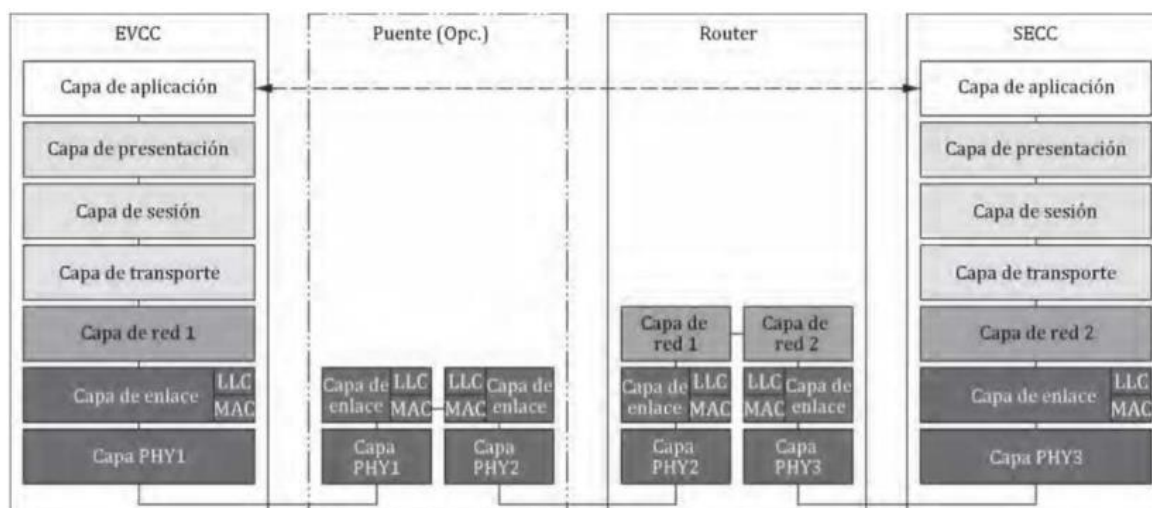 EVCC
Capa de aplicación
Capa de presentación
Capa de sesión
Capa de transporte
Capa de red 1
Capa de enlace
LLC
MAC
Capa PHY1
Puente (Opc.)
Capa de
enlace
LLC
MAC
LLC
MAC
Capa de
enlace
Capa
PHY1
Capa
PHY2
Router
Capa de
red 1
Capa de
red 2
Capa de
enlace
LLC
MAC
LLC
MAC
Capa de
enlace
Capa
PHY2
Capa
PHY3
SECC
Capa de aplicación
Capa de presentación
Capa de sesión
Capa de transporte
Capa de red 2
Capa de enlace
LLC
MAC
Capa PHY3